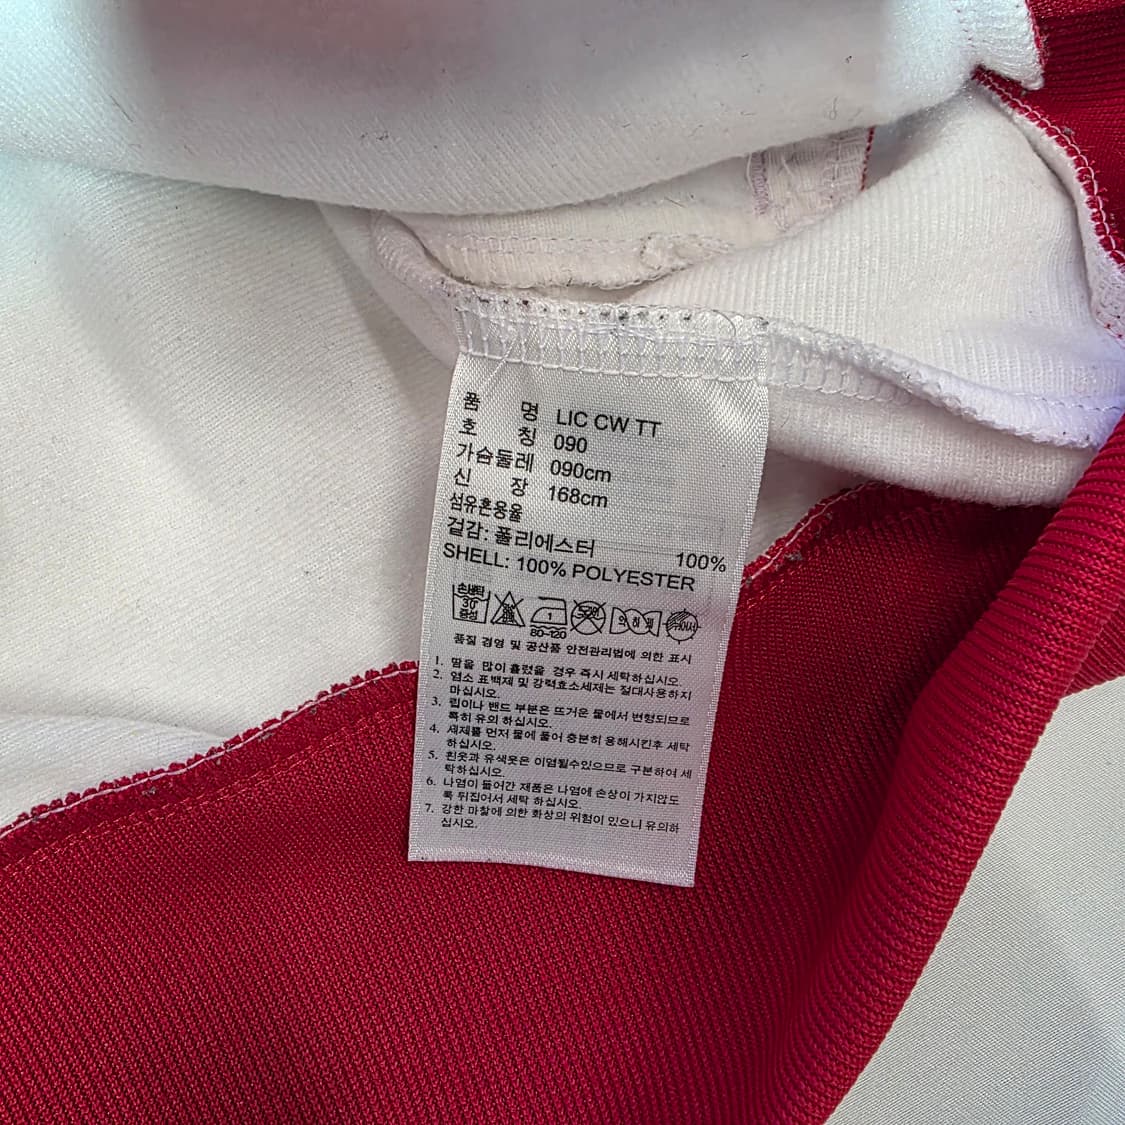 품 명 LIC CW TT
호 칭 090
가슴둘레 090cm
신 장 168cm
섬유혼용율
겉감: 폴리에스터 100%
SHELL: 100% POLYESTER
손세탁 30 중성 1 80~120
품질 경영 및 공산품 안전관리법에 의한 표시
1. 땀을 많이 흘렸을 경우 즉시 세탁하십시오.
2. 염소 표백제 및 강력효소세제는 절대사용하지
마십시오.
3. 립이나 밴드 부분은 뜨거운 물에서 변형되므로
특히 유의 하십시오.
4. 세제를 먼저 물에 풀어 충분히 용해시킨후 세탁
하십시오.
5. 흰옷과 유색옷은 이염될수있으므로 구분하여 세
탁하십시오.
6. 나염이 들어간 제품은 나염에 손상이 가지않도
록 뒤집어서 세탁 하십시오.
7. 강한 마찰에 의한 화상의 위험이 있으니 유의하
십시오.